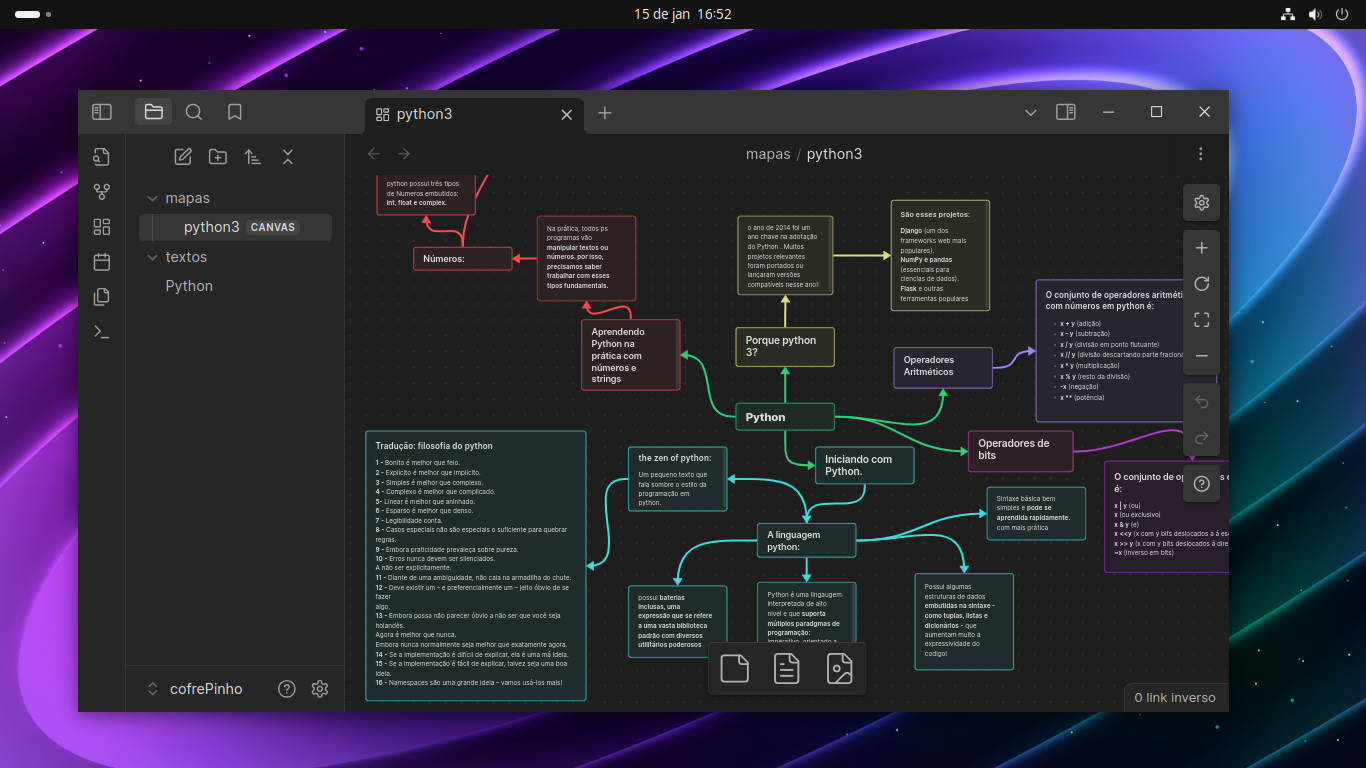 15 de jan 16:52
python3
mapas / python3
mapas
python3 CANVAS
textos
Python
cofrePinho
python possui três tipos
de Numeros embutidos:
int, float e complex.
Números:
Na prática, todos ps
programas vão
manipular textos ou
números. por isso,
precisamos saber
trabalhar com esses
tipos fundamentais.
Aprendendo
Python na
prática com
números e
strings
o ano de 2014 foi um
ano chave na adotação
do Python . Muitos
projetos relevantes
foram portados ou
lançaram versões
compatíveis nesse ano!
São esses projetos:
Django (um dos
frameworks web mais
populares).
NumPy e pandas
(essenciais para
ciencias de dados).
Flask e outras
ferramentas populares
Porque python
3?
Operadores
Aritméticos
O conjunto de operadores aritméti
com números em python é:
x + y (adição)
x - y (subtração)
x / y (divisão em ponto flutuante)
x // y (divisão descartando parte fraciona
x * y (multiplicação)
x % y (resto da divisão)
-x (negação)
x ** (potência)
Python
Operadores de
bits
O conjunto de op
é:
x | y (ou)
x (ou exclusivo)
x & y (e)
x <<y (x com y bits deslocados a á es
x >> y (x com y bits deslocados á dire
~x (inverso em bits)
Iniciando com
Python.
the zen of python:
Um pequeno texto que
fala sombre o estilo da
programação em
python.
Tradução: filosofia do python
1 - Bonito é melhor que feio.
2 - Explícito é melhor que implícito.
3 - Simples é melhor que complexo.
4 - Complexo é melhor que complicado.
5- Linear é melhor que aninhado.
6 - Esparso é melhor que denso.
7 - Legibilidade conta.
8 - Casos especiais não são especiais o suficiente para quebrar
regras.
9 - Embora praticidade prevaleça sobre pureza.
10 - Erros nunca devem ser silenciados.
A não ser explicitamente.
11 - Diante de uma ambiguidade, não caia na armadilha do chute.
12 - Deve existir um – e preferencialmente um – jeito óbvio de se
fazer
algo.
13 - Embora possa não parecer óbvio a não ser que você seja
holandês.
Agora é melhor que nunca.
Embora nunca normalmente seja melhor que exatamente agora.
14 - Se a implementação é difícil de explicar, ela é uma má ideia.
15 - Se a implementação é fácil de explicar, talvez seja uma boa
ideia.
16 - Namespaces são uma grande ideia – vamos usá-los mais!
A linguagem
python:
Sintaxe básica bem
simples e pode se
aprendida rapidamente.
com mais prática
possui baterias
inclusas, uma
expressão que se refere
a uma vasta biblioteca
padrão com diversos
utilitários poderosos
Python é uma lingaugem
interpretada de alto
nível e que suporta
mútiplos paradigmas de
programação:
Possui algumas
estruturas de dados
embutidas na sintaxe -
como tuplas, listas e
dicionários - que
aumentam muito a
expressividade do
codigo!
0 link inverso